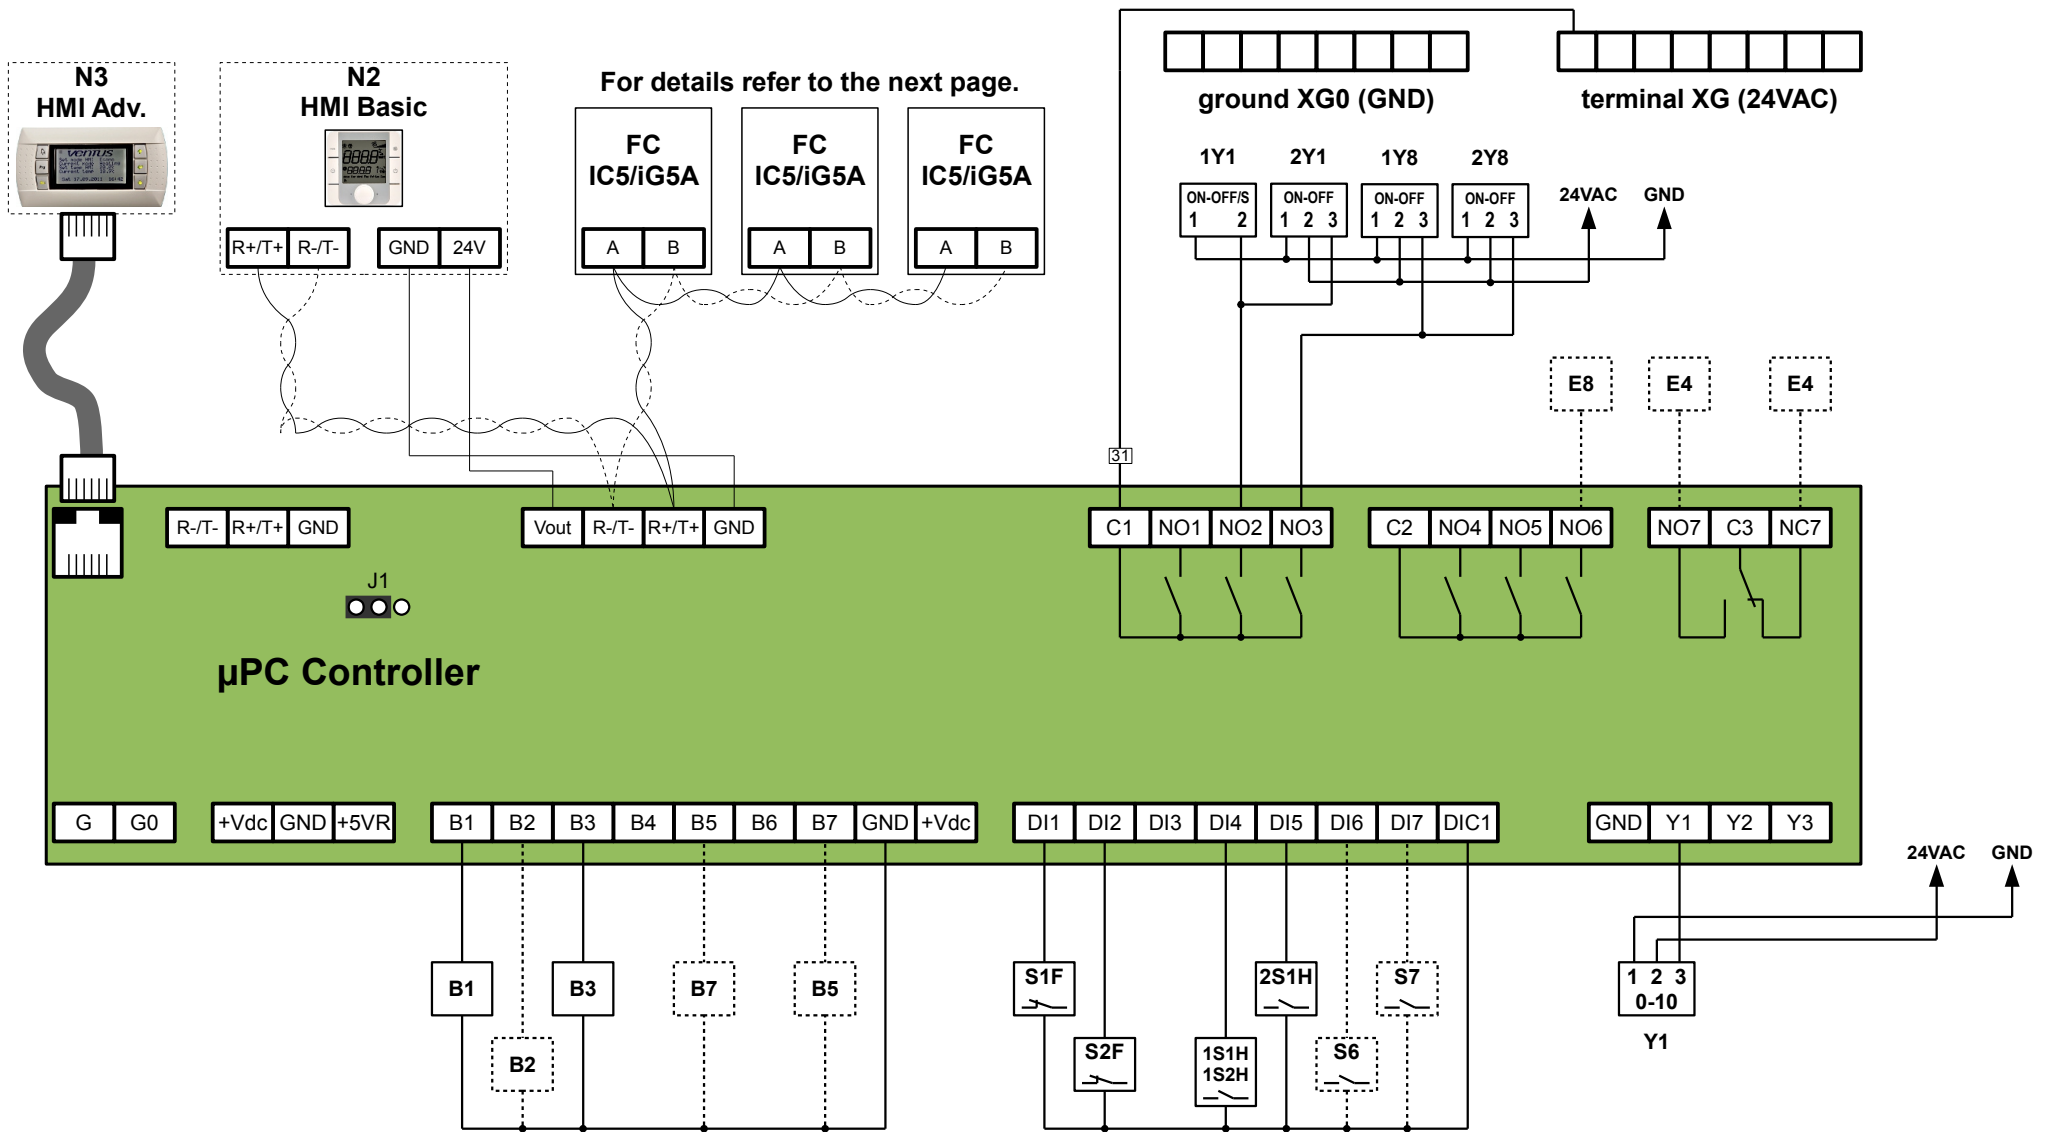 N3
HMI Adv.
ventus
N2
HMI Basic
R+/T+ R-/T- GND 24V
For details refer to the next page.
FC
IC5/iG5A
A B
FC
IC5/iG5A
A B
FC
IC5/iG5A
A B
ground XG0 (GND)
terminal XG (24VAC)
1Y1 2Y1 1Y8 2Y8
24VAC GND
ON-OFF/S
1 2
ON-OFF
1 2 3
ON-OFF
1 2 3
ON-OFF
1 2 3
E8 E4 E4
31
R-/T- R+/T+ GND
Vout R-/T- R+/T+ GND
C1 NO1 NO2 NO3
C2 NO4 NO5 NO6
NO7 C3 NC7
J1
µPC Controller
G G0
+Vdc GND +5VR
B1 B2 B3 B4 B5 B6 B7 GND +Vdc
DI1 DI2 DI3 DI4 DI5 DI6 DI7 DIC1
GND Y1 Y2 Y3
24VAC GND
B1
B3
B7
B5
B2
S1F
2S1H
S7
S2F
1S1H
1S2H
S6
1 2 3
0-10
Y1